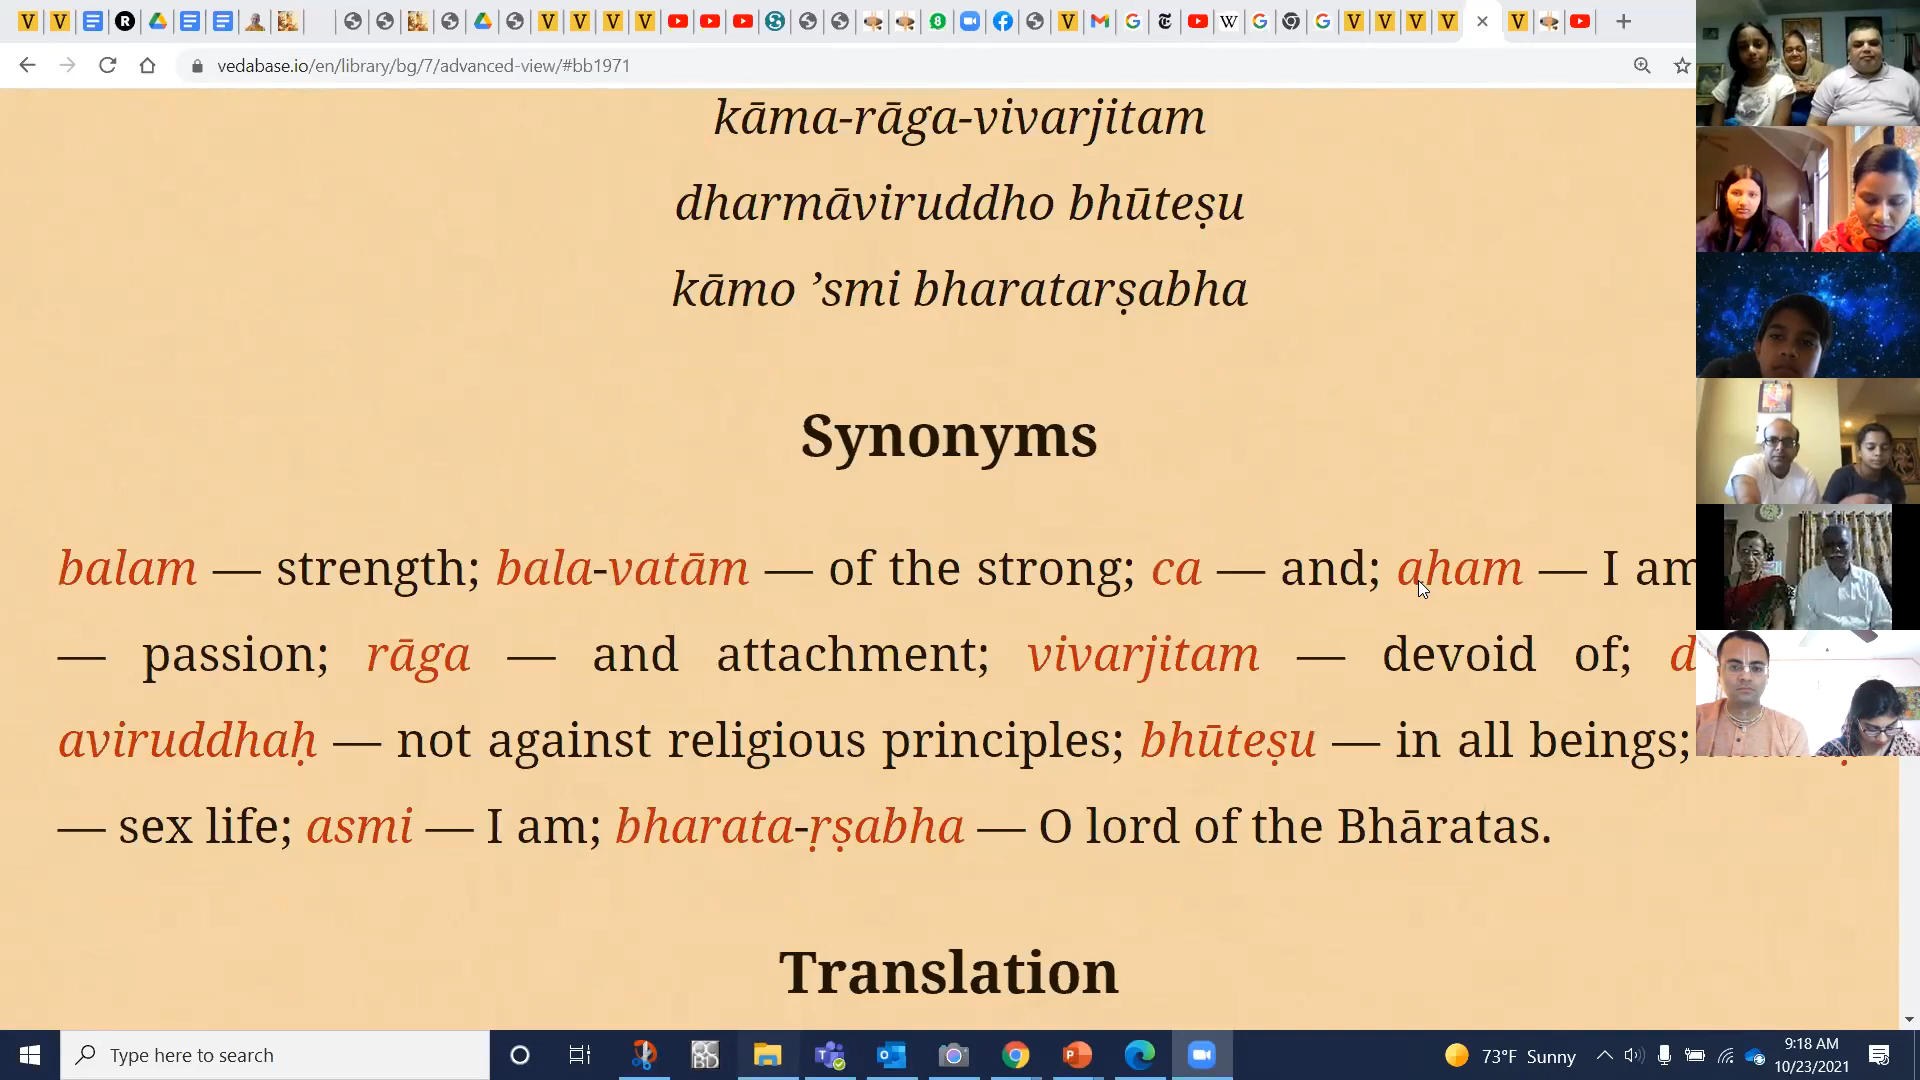 vedabase.io/en/library/bg/7/advanced-view/#bb1971
kāma-rāga-vivarjitam
dharmāviruddho bhūteṣu
kāmo ’smi bharatarṣabha
Synonyms
balam — strength; bala-vatām — of the strong; ca — and; aham — I am
— passion; rāga — and attachment; vivarjitam — devoid of; d
aviruddhaḥ — not against religious principles; bhūteṣu — in all beings;
— sex life; asmi — I am; bharata-ṛṣabha — O lord of the Bhāratas.
Translation
Type here to search
73°F Sunny
9:18 AM
10/23/2021